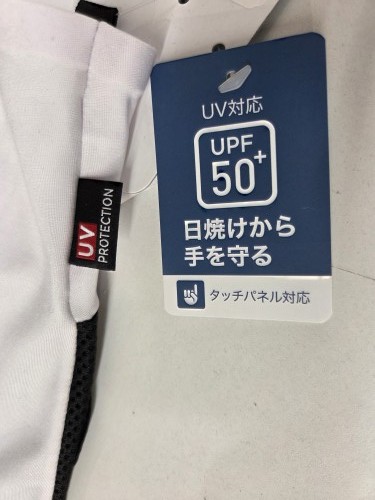 UV対応
UPF
50+
日焼けから
手を守る
タッチパネル対応
UV
PROTECTION